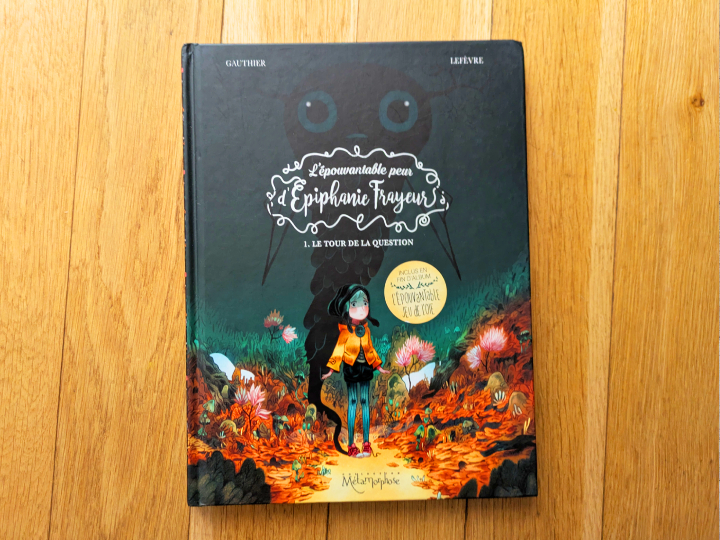 GAUTHIER
LEFÈVRE
L'épouvantable peur
d'Epiphanie Frayeur
1. LE TOUR DE LA QUESTION
INCLUS EN
FIN D'ALBUM
L'ÉPOUVANTABLE
JEU DE L'OIE
Métamorphose